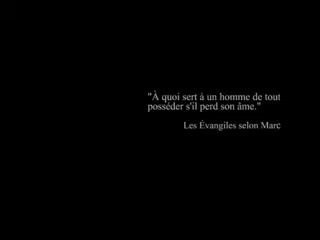 "À quoi sert à un homme de tout
posséder s'il perd son âme."
Les Évangiles selon Marc